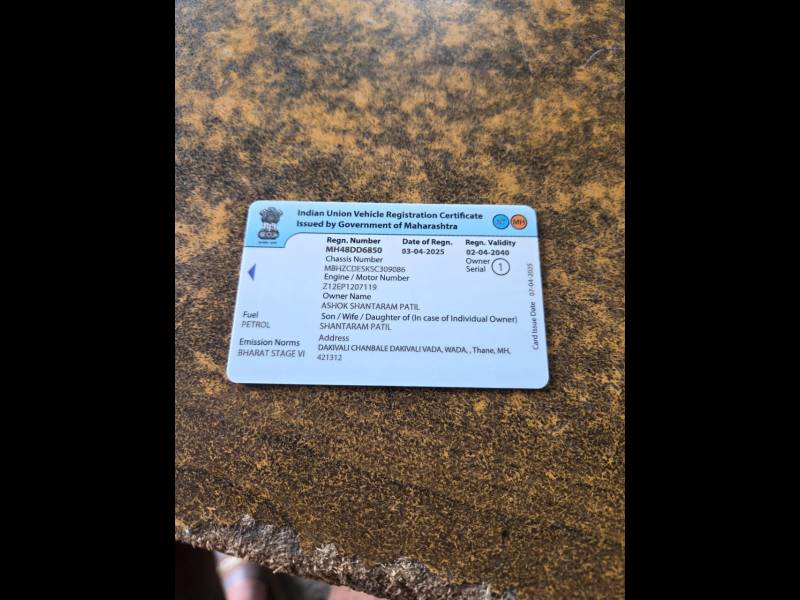 Indian Union Vehicle Registration Certificate
Issued by Government of Maharashtra
NT MH
Regn. Number Date of Regn. Regn. Validity
MH48DD6850 03-04-2025 02-04-2040
Chassis Number
MBHZCDESKSC309086
Owner Serial 1
Engine / Motor Number
Z12EP1207119
Owner Name
ASHOK SHANTARAM PATIL
Fuel
PETROL
Son / Wife / Daughter of (In case of Individual Owner)
SHANTARAM PATIL
Emission Norms
BHARAT STAGE VI
Address
DAKIVALI CHANBALE DAKIVALI VADA, WADA, , Thane, MH,
421312
Card Issue Date 07-04-2025